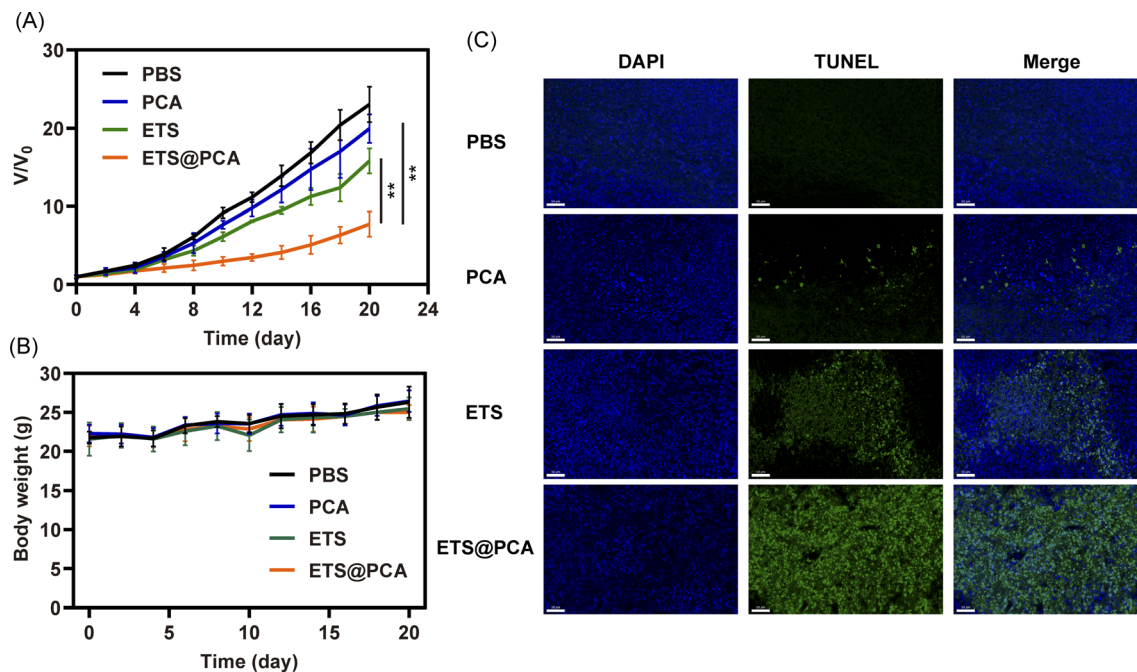 (A)
30
20
10
0
V/V0
PBS
PCA
ETS
ETS@PCA
**
**
0 4 8 12 16 20 24
Time (day)
(B)
30
25
20
15
10
5
0
Body weight (g)
PBS
PCA
ETS
ETS@PCA
0 5 10 15 20
Time (day)
(C)
DAPI TUNEL Merge
PBS
PCA
ETS
ETS@PCA